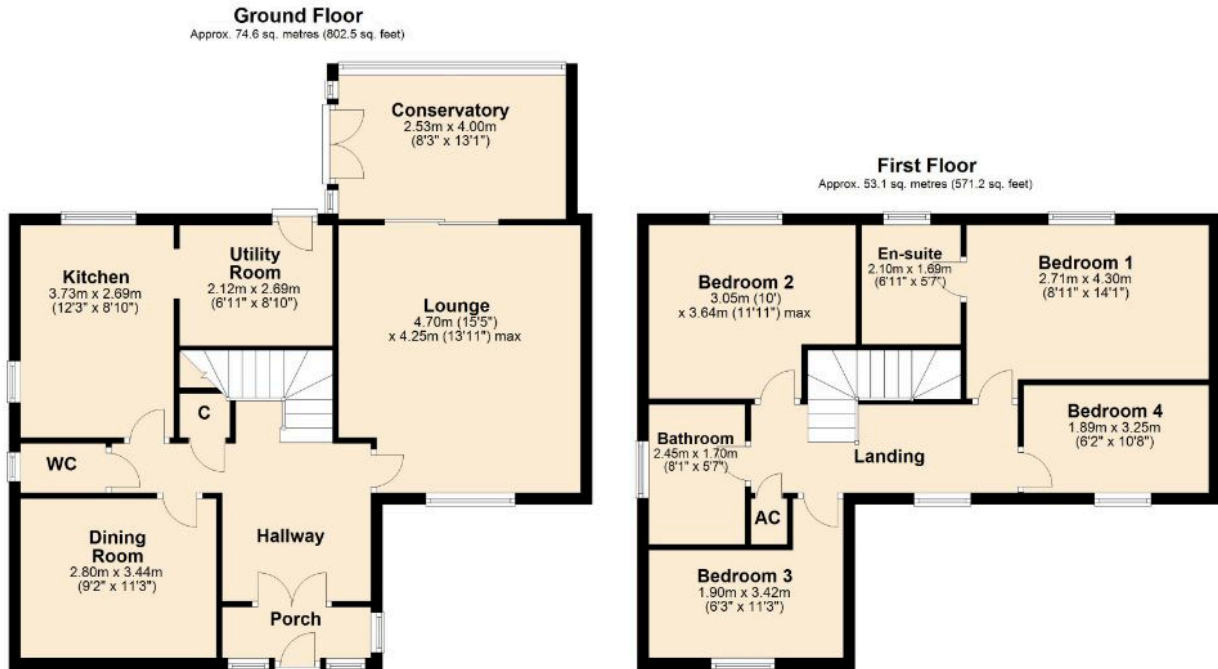 Ground Floor
Approx. 74.6 sq. metres (802.5 sq. feet)
Conservatory
2.53m x 4.00m
(8'3" x 13'1")
Kitchen
3.73m x 2.69m
(12'3" x 8'10")
Utility
Room
2.12m x 2.69m
(6'11" x 8'10")
Lounge
4.70m (15'5")
x 4.25m (13'11") max
C
WC
Dining
Room
2.80m x 3.44m
(9'2" x 11'3")
Hallway
Porch
First Floor
Approx. 53.1 sq. metres (571.2 sq. feet)
Bedroom 2
3.05m (10')
x 3.64m (11'11") max
En-suite
2.10m x 1.69m
(6'11" x 5'7")
Bedroom 1
2.71m x 4.30m
(8'11" x 14'1")
Bathroom
2.45m x 1.70m
(8'1" x 5'7")
Landing
Bedroom 4
1.89m x 3.25m
(6'2" x 10'8")
AC
Bedroom 3
1.90m x 3.42m
(6'3" x 11'3")